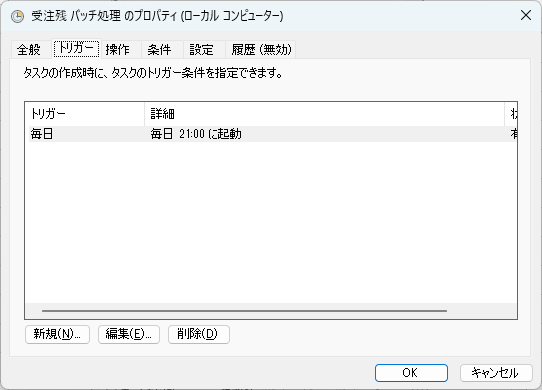 受注残 バッチ処理 のプロパティ (ローカル コンピューター)
全般 トリガー 操作 条件 設定 履歴 (無効)
タスクの作成時に、タスクのトリガー条件を指定できます。
トリガー 詳細 状
毎日 毎日 21:00 に起動 有
新規(N)... 編集(E)... 削除(D)
OK キャンセル